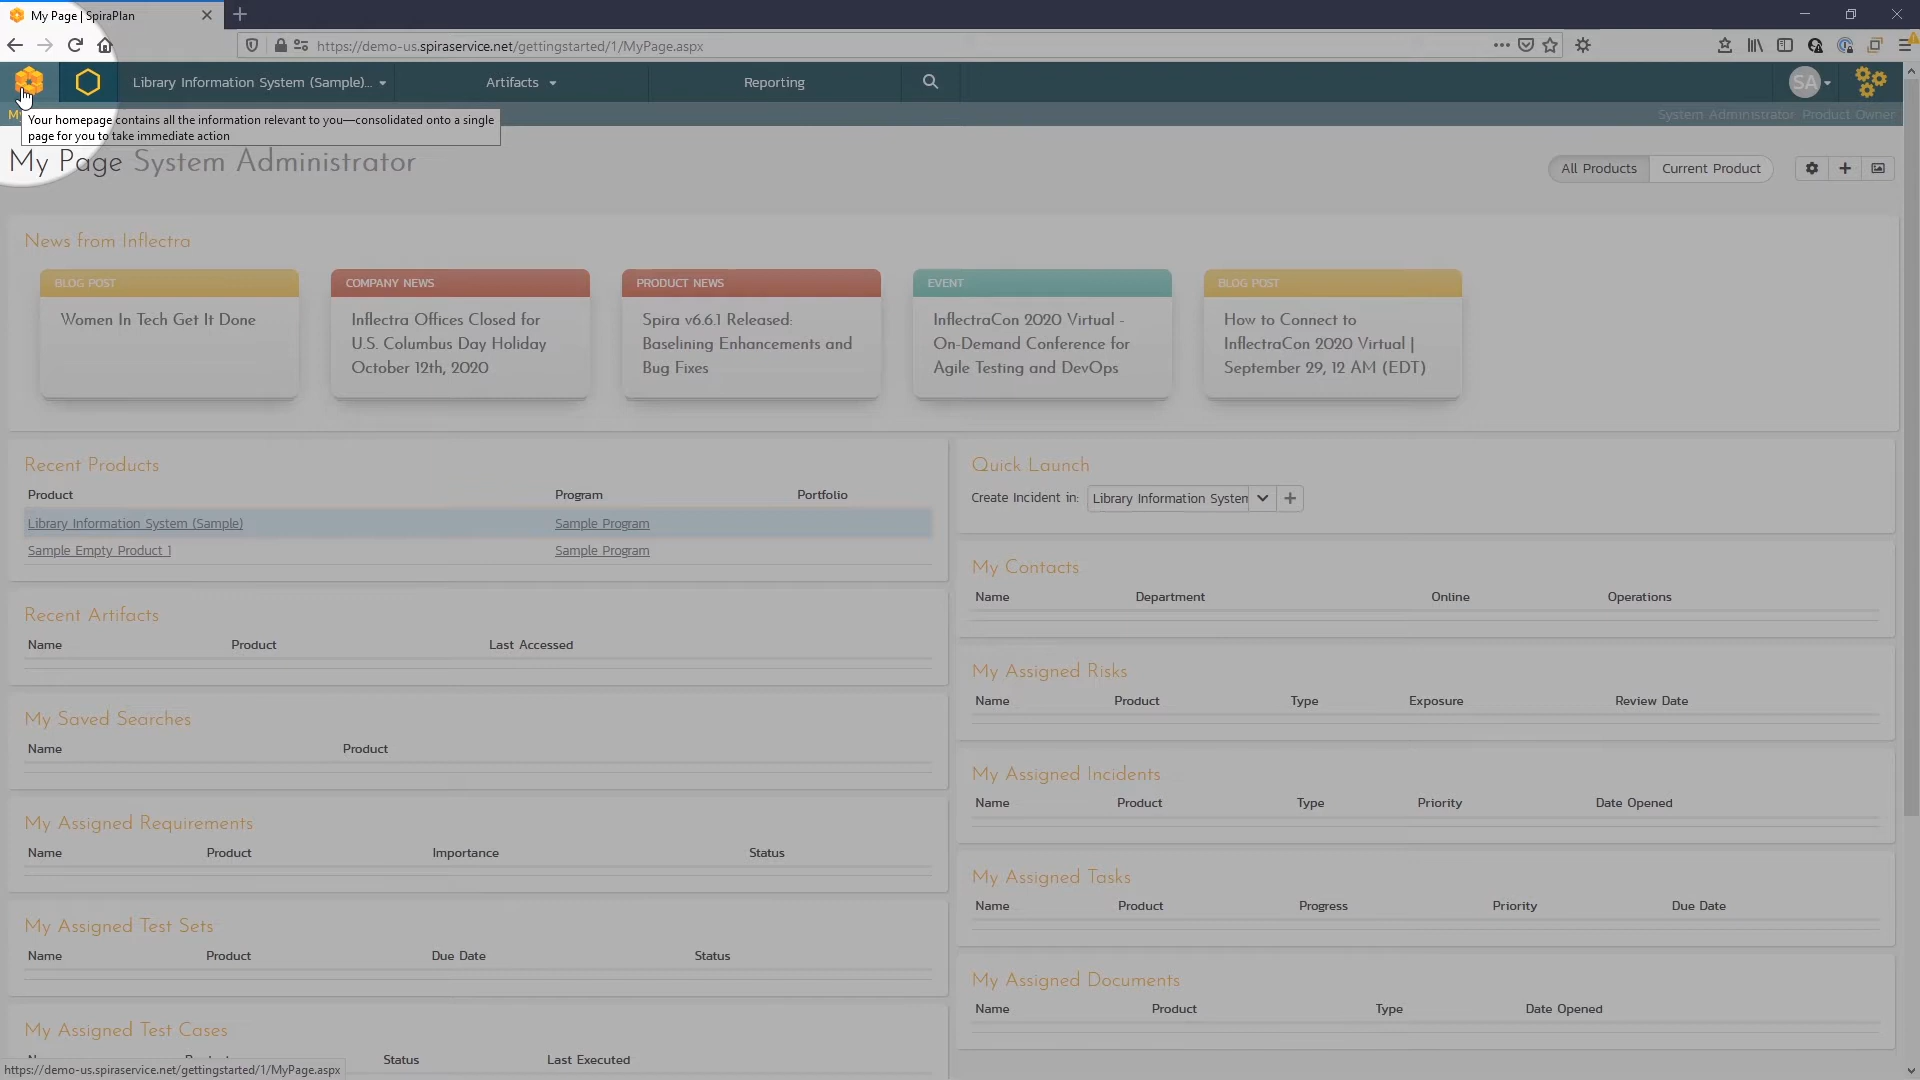 My Page | SpiraPlan
https://demo-us.spiraservice.net/gettingstarted/1/MyPage.aspx
Library Information System (Sample)...
Artifacts
Reporting
SA
System Administrator Product Owner
Your homepage contains all the information relevant to you—consolidated onto a single
page for you to take immediate action
My Page System Administrator
All Products
Current Product
News from Inflectra
BLOG POST
Women In Tech Get It Done
COMPANY NEWS
Inflectra Offices Closed for
U.S. Columbus Day Holiday
October 12th, 2020
PRODUCT NEWS
Spira v6.6.1 Released:
Baselining Enhancements and
Bug Fixes
EVENT
InflectraCon 2020 Virtual -
On-Demand Conference for
Agile Testing and DevOps
BLOG POST
How to Connect to
InflectraCon 2020 Virtual |
September 29, 12 AM (EDT)
Recent Products
Product Program Portfolio
Library Information System (Sample) Sample Program
Sample Empty Product 1 Sample Program
Recent Artifacts
Name Product Last Accessed
My Saved Searches
Name Product
My Assigned Requirements
Name Product Importance Status
My Assigned Test Sets
Name Product Due Date Status
My Assigned Test Cases
Status Last Executed
Quick Launch
Create Incident in: Library Information System
My Contacts
Name Department Online Operations
My Assigned Risks
Name Product Type Exposure Review Date
My Assigned Incidents
Name Product Type Priority Date Opened
My Assigned Tasks
Name Product Progress Priority Due Date
My Assigned Documents
Name Product Type Date Opened
https://demo-us.spiraservice.net/gettingstarted/1/MyPage.aspx